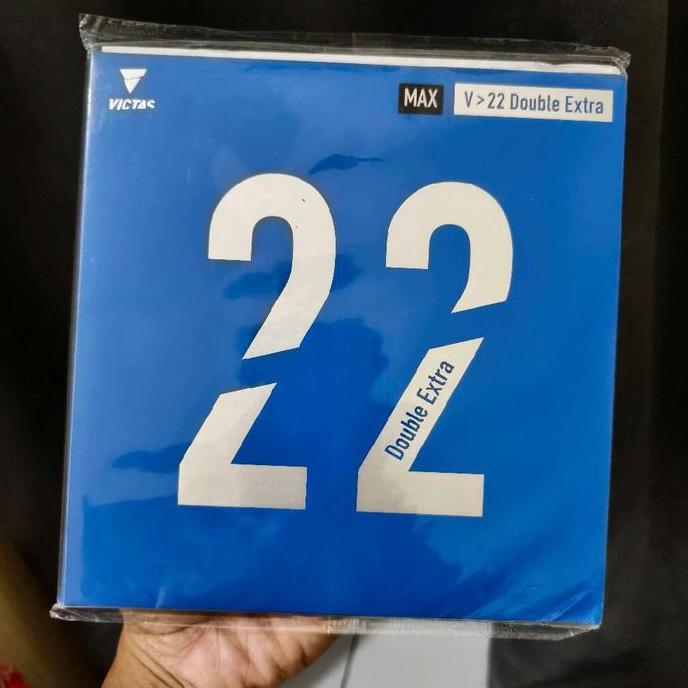 VICTAS
MAX
V>22 Double Extra
22
Double Extra